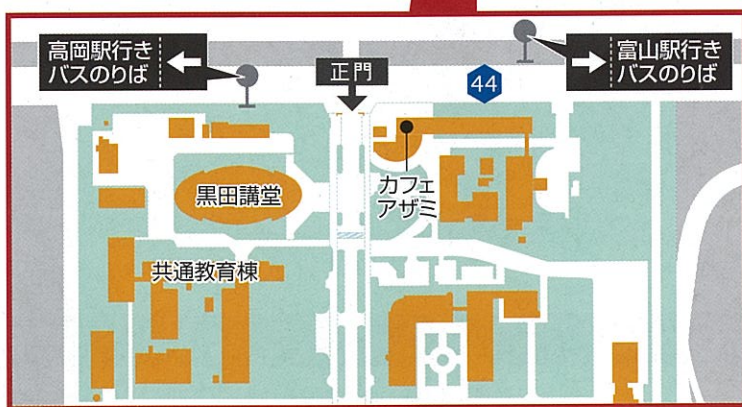 高岡駅行き
バスのりば
正門
44
富山駅行き
バスのりば
黒田講堂
カフェ
アザミ
共通教育棟